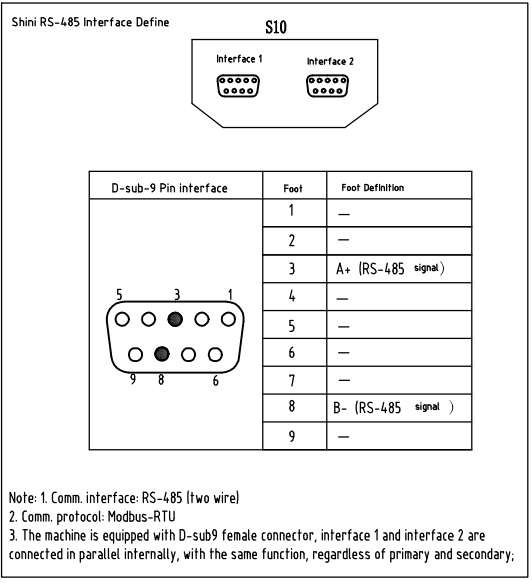 Shini RS-485 Interface Define
S10
Interface 1 Interface 2
D-sub-9 Pin interface Foot Foot Definition
1 —
2 —
3 A+ (RS-485 signal)
4 —
5 —
6 —
7 —
8 B- (RS-485 signal )
9 —
5 3 1
9 8 6
Note: 1. Comm. interface: RS-485 (two wire)
2. Comm. protocol: Modbus-RTU
3. The machine is equipped with D-sub9 female connector, interface 1 and interface 2 are
connected in parallel internally, with the same function, regardless of primary and secondary;